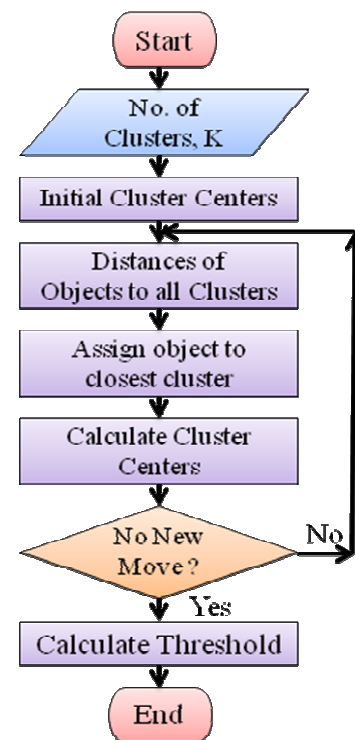 Start
No. of
Clusters, K
Initial Cluster Centers
Distances of
Objects to all Clusters
Assign object to
closest cluster
Calculate Cluster
Centers
No New
Move ?
No
Yes
Calculate Threshold
End